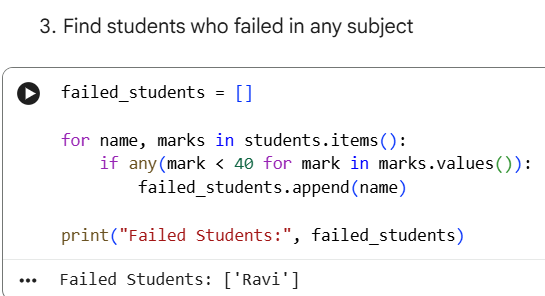 3. Find students who failed in any subject
failed_students = []
for name, marks in students.items():
    if any(mark < 40 for mark in marks.values()):
        failed_students.append(name)
print("Failed Students:", failed_students)
Failed Students: ['Ravi']